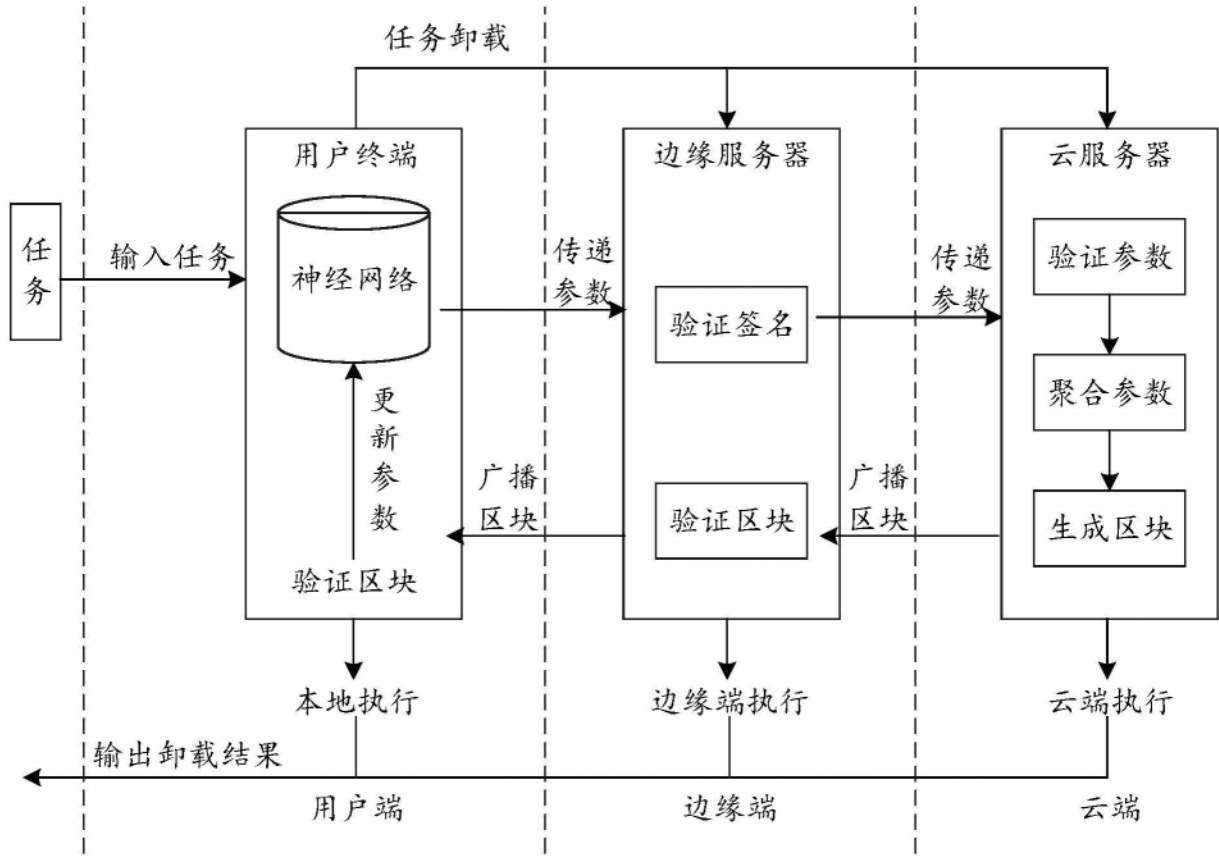 任务卸载
用户终端
边缘服务器
云服务器
任务
输入任务
神经网络
传递
参数
验证签名
传递
参数
验证参数
聚合参数
生成区块
更新参数
广播
区块
验证区块
广播
区块
验证区块
本地执行
边缘端执行
云端执行
输出卸载结果
用户端
边缘端
云端